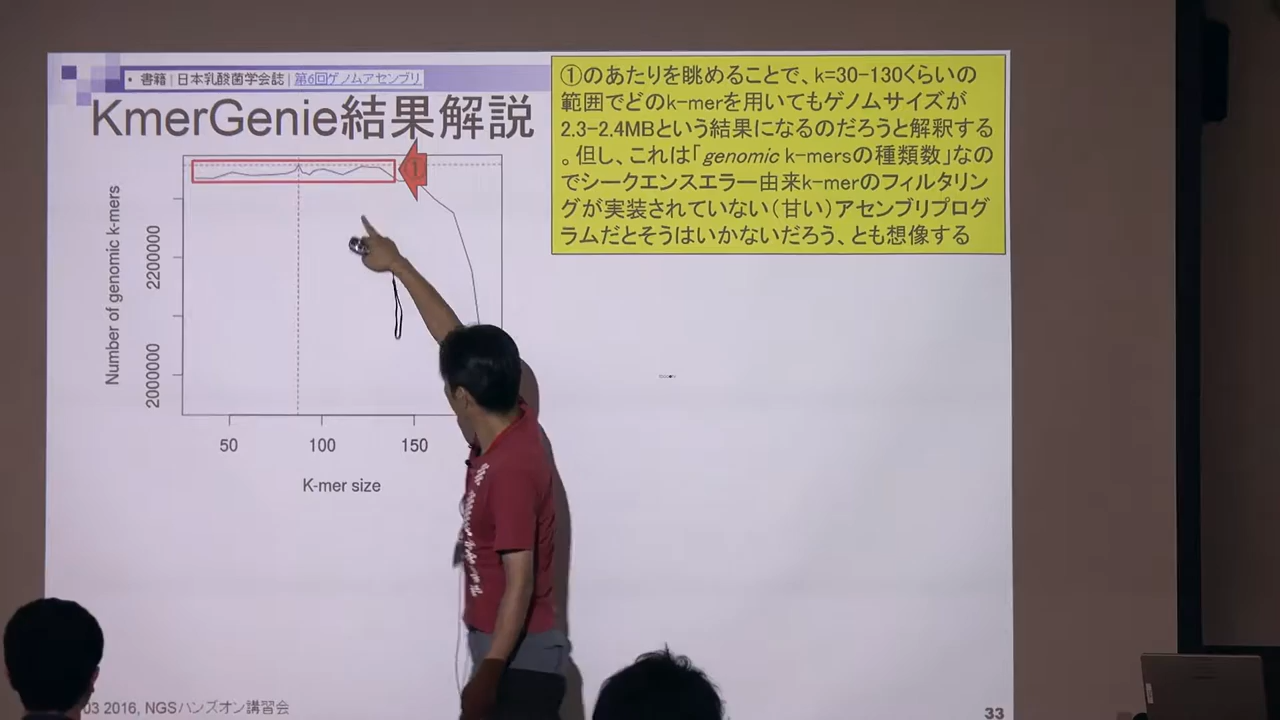 • 書籍 | 日本乳酸菌学会誌 | 第6回ゲノムアセンブリ
KmerGenie結果解説
①のあたりを眺めることで、k=30-130くらいの
範囲でどのk-merを用いてもゲノムサイズが
2.3-2.4MBという結果になるのだろうと解釈する
。但し、これは「genomic k-mersの種類数」なの
でシークエンスエラー由来k-merのフィルタリン
グが実装されていない（甘い）アセンブリプログ
ラムだとそうはいかないだろう、とも想像する
①
Number of genomic k-mers
2200000
2000000
50 100 150
K-mer size
03 2016, NGSハンズオン講習会
33